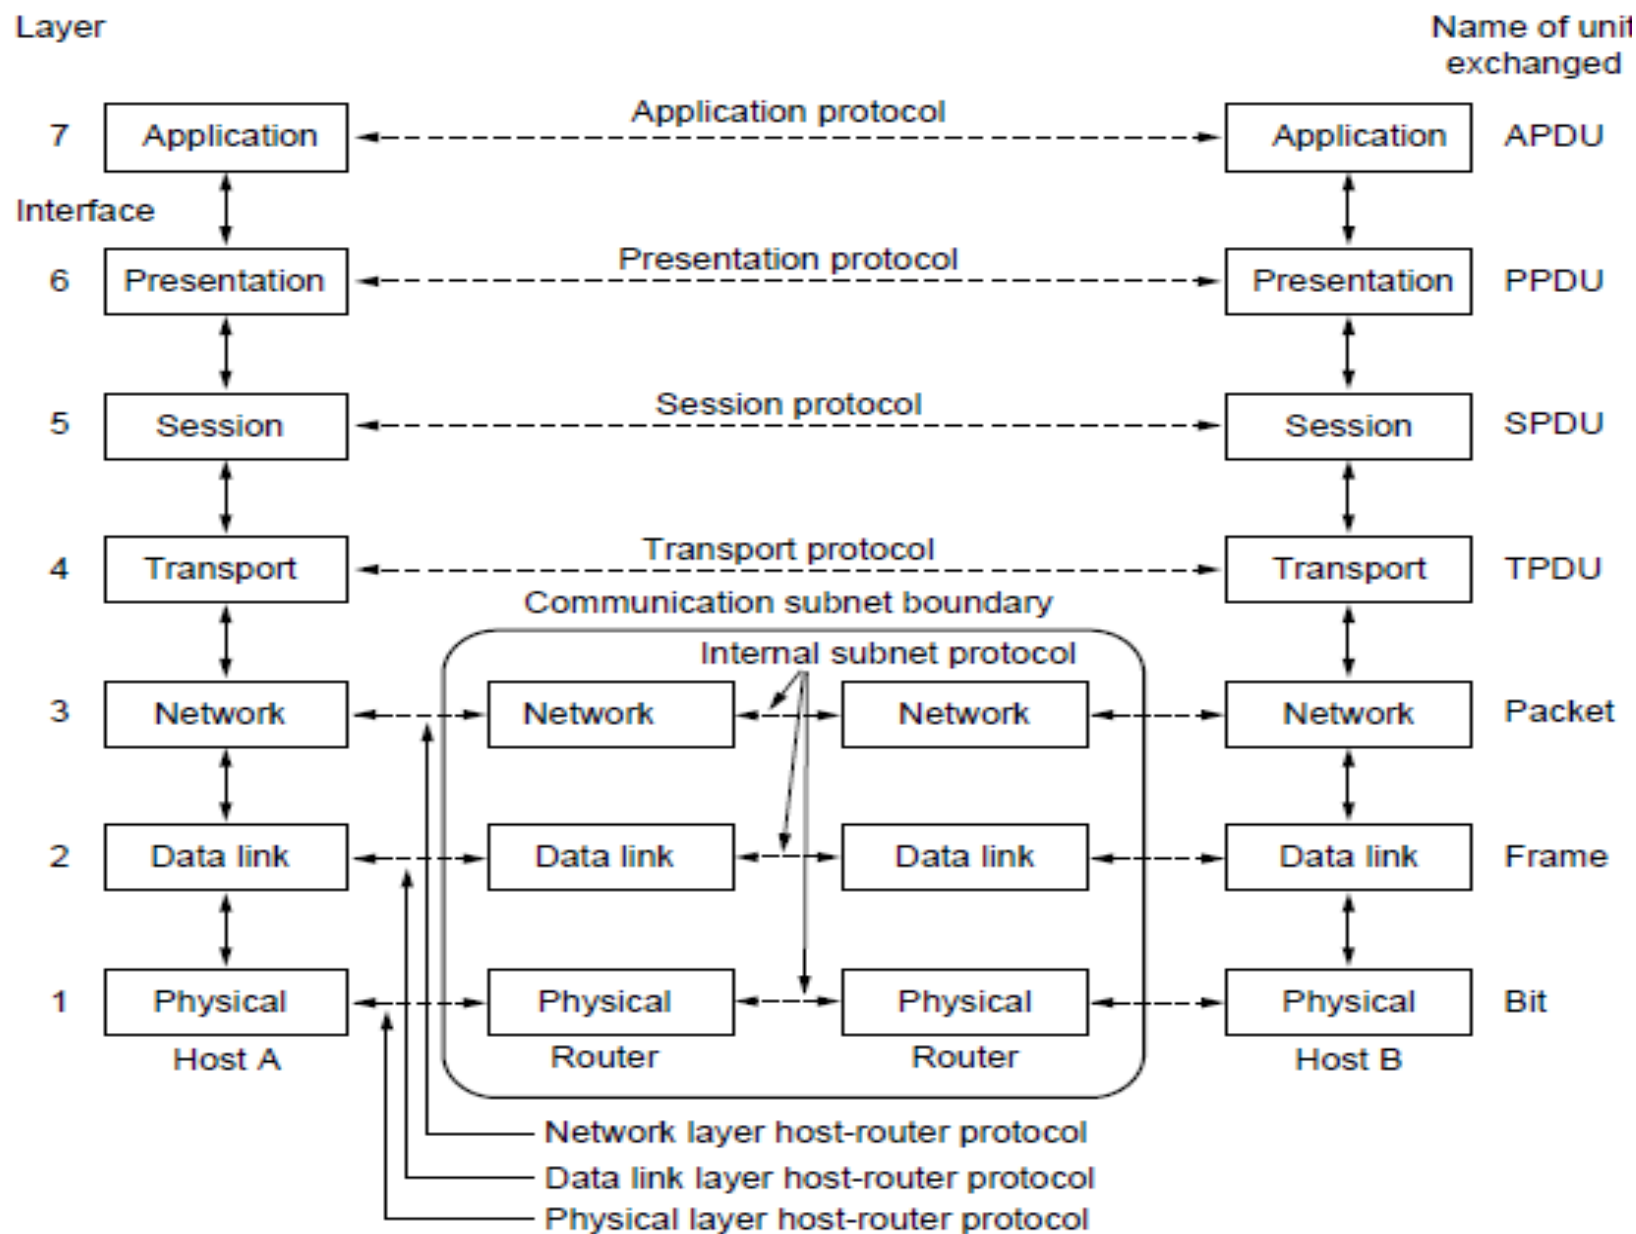 Layer
Name of unit
exchanged
Application protocol
7 Application Application APDU
Interface
Presentation protocol
6 Presentation Presentation PPDU
Session protocol
5 Session Session SPDU
Transport protocol
4 Transport Transport TPDU
Communication subnet boundary
Internal subnet protocol
3 Network Network Network Network Packet
2 Data link Data link Data link Data link Frame
1 Physical Physical Physical Physical Bit
Host A Router Router Host B
Network layer host-router protocol
Data link layer host-router protocol
Physical layer host-router protocol